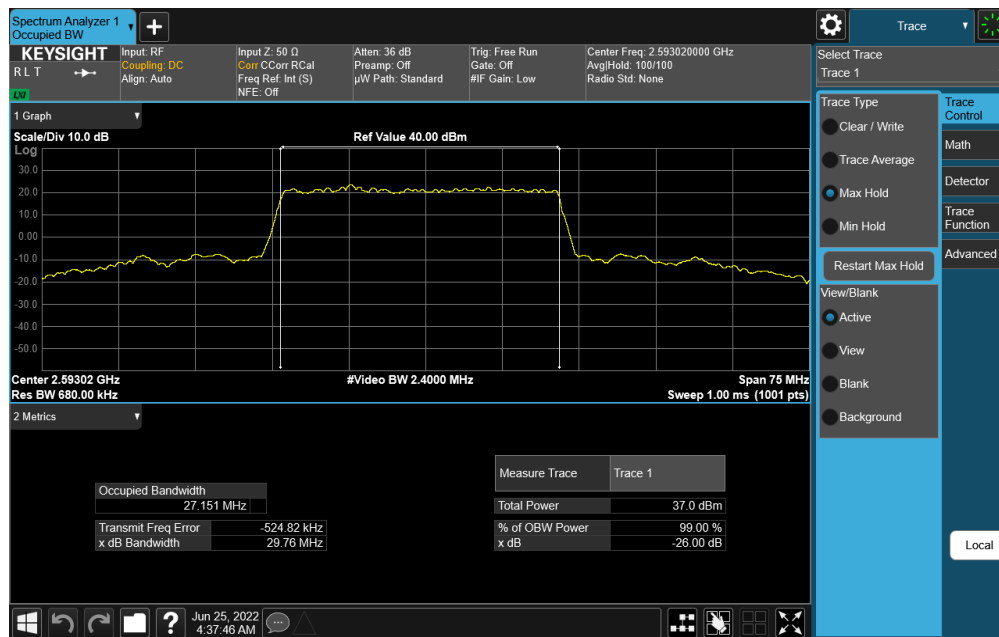 Spectrum Analyzer 1
Occupied BW
Trace
KEYSIGHT
R L T
LXI
Input: RF
Coupling: DC
Align: Auto
Input Z: 50 Ω
Corr CCorr RCal
Freq Ref: Int (S)
NFE: Off
Atten: 36 dB
Preamp: Off
µW Path: Standard
Trig: Free Run
Gate: Off
#IF Gain: Low
Center Freq: 2.593020000 GHz
Avg|Hold: 100/100
Radio Std: None
Select Trace
Trace 1
1 Graph
Scale/Div 10.0 dB
Ref Value 40.00 dBm
Log
30.0
20.0
10.0
0.00
-10.0
-20.0
-30.0
-40.0
-50.0
Center 2.59302 GHz
#Video BW 2.4000 MHz
Span 75 MHz
Res BW 680.00 kHz
Sweep 1.00 ms (1001 pts)
2 Metrics
Measure Trace
Trace 1
Occupied Bandwidth
27.151 MHz
Total Power
37.0 dBm
Transmit Freq Error
-524.82 kHz
% of OBW Power
99.00 %
x dB Bandwidth
29.76 MHz
x dB
-26.00 dB
Trace Type
Clear / Write
Trace Average
Max Hold
Min Hold
Restart Max Hold
View/Blank
Active
View
Blank
Background
Trace
Control
Math
Detector
Trace
Function
Advanced
Local
?
Jun 25, 2022
4:37:46 AM